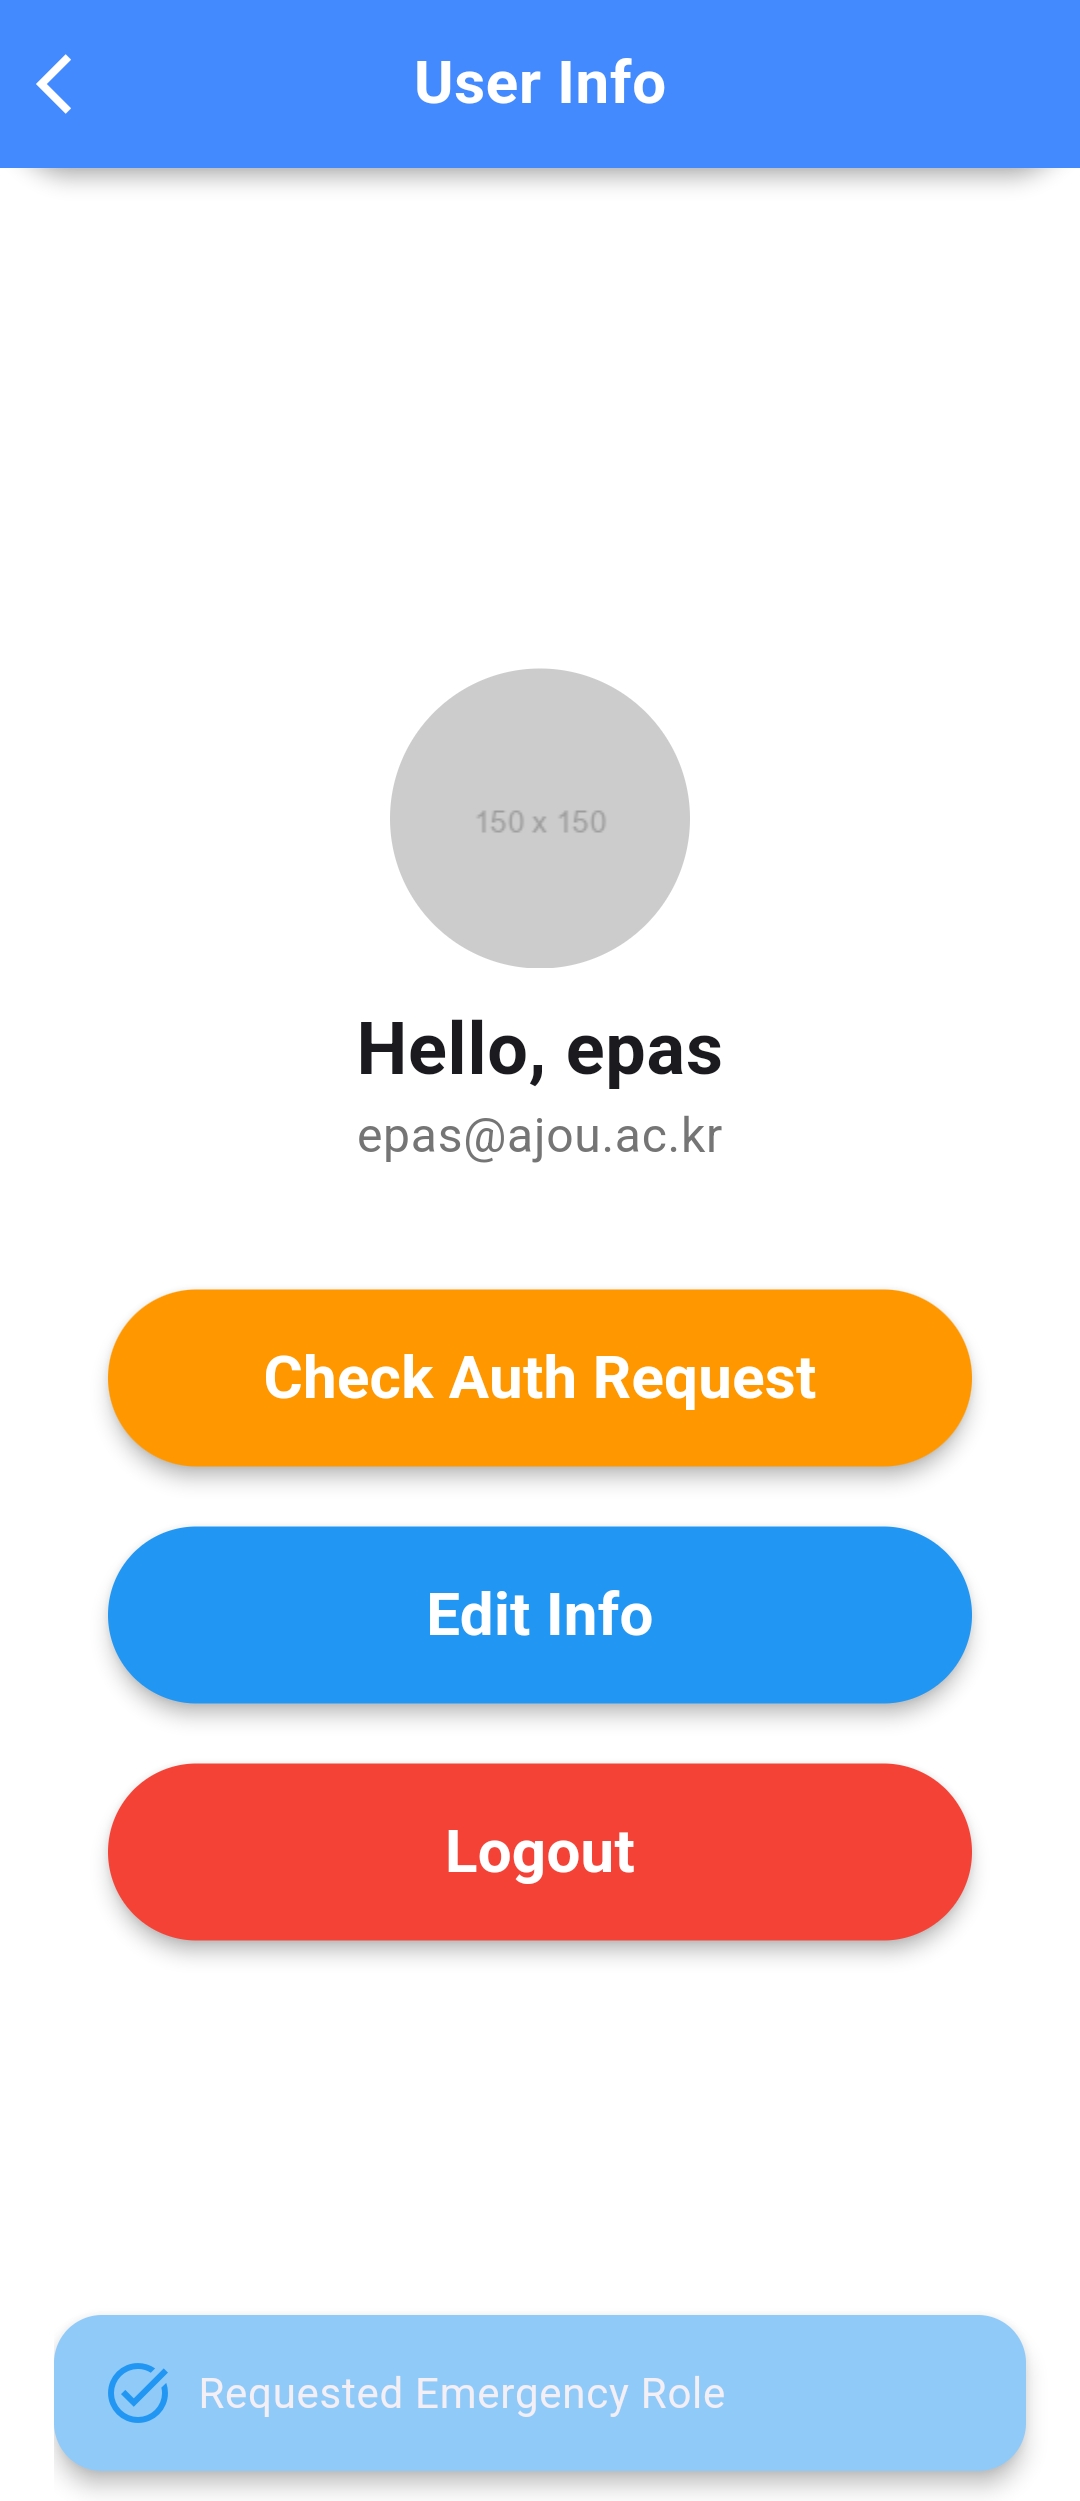 User Info
150 x 150
Hello, epas
epas@ajou.ac.kr
Check Auth Request
Edit Info
Logout
Requested Emergency Role